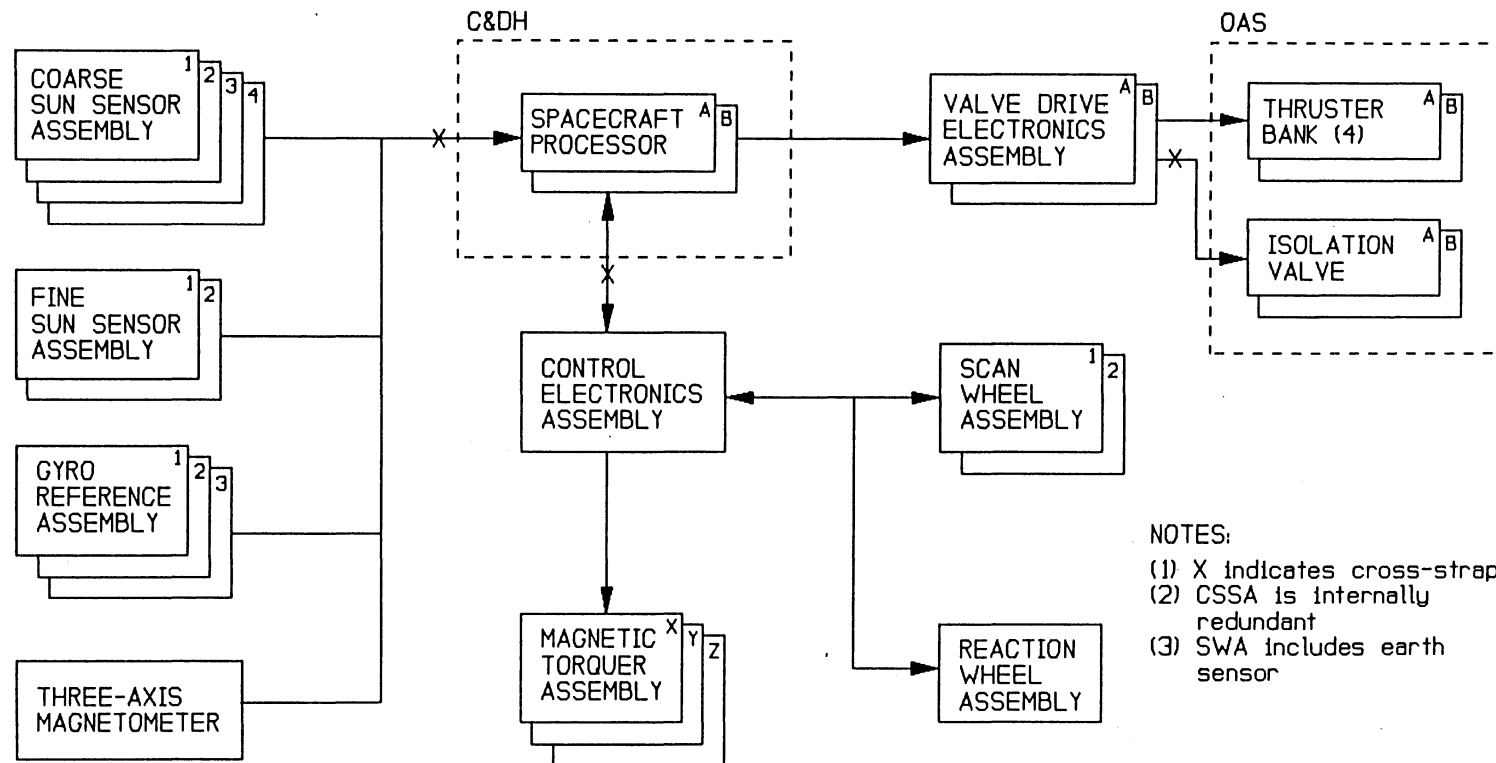 C&DH
OAS
COARSE
SUN SENSOR
ASSEMBLY
1
2
3
4
SPACECRAFT
PROCESSOR
A
B
VALVE DRIVE
ELECTRONICS
ASSEMBLY
A
B
THRUSTER
BANK (4)
A
B
X
X
ISOLATION
VALVE
A
B
X
FINE
SUN SENSOR
ASSEMBLY
1
2
CONTROL
ELECTRONICS
ASSEMBLY
SCAN
WHEEL
ASSEMBLY
1
2
GYRO
REFERENCE
ASSEMBLY
1
2
3
THREE-AXIS
MAGNETOMETER
MAGNETIC
TORQUER
ASSEMBLY
X
Y
Z
REACTION
WHEEL
ASSEMBLY
NOTES:
(1) X indicates cross-strap
(2) CSSA is internally
redundant
(3) SWA includes earth
sensor